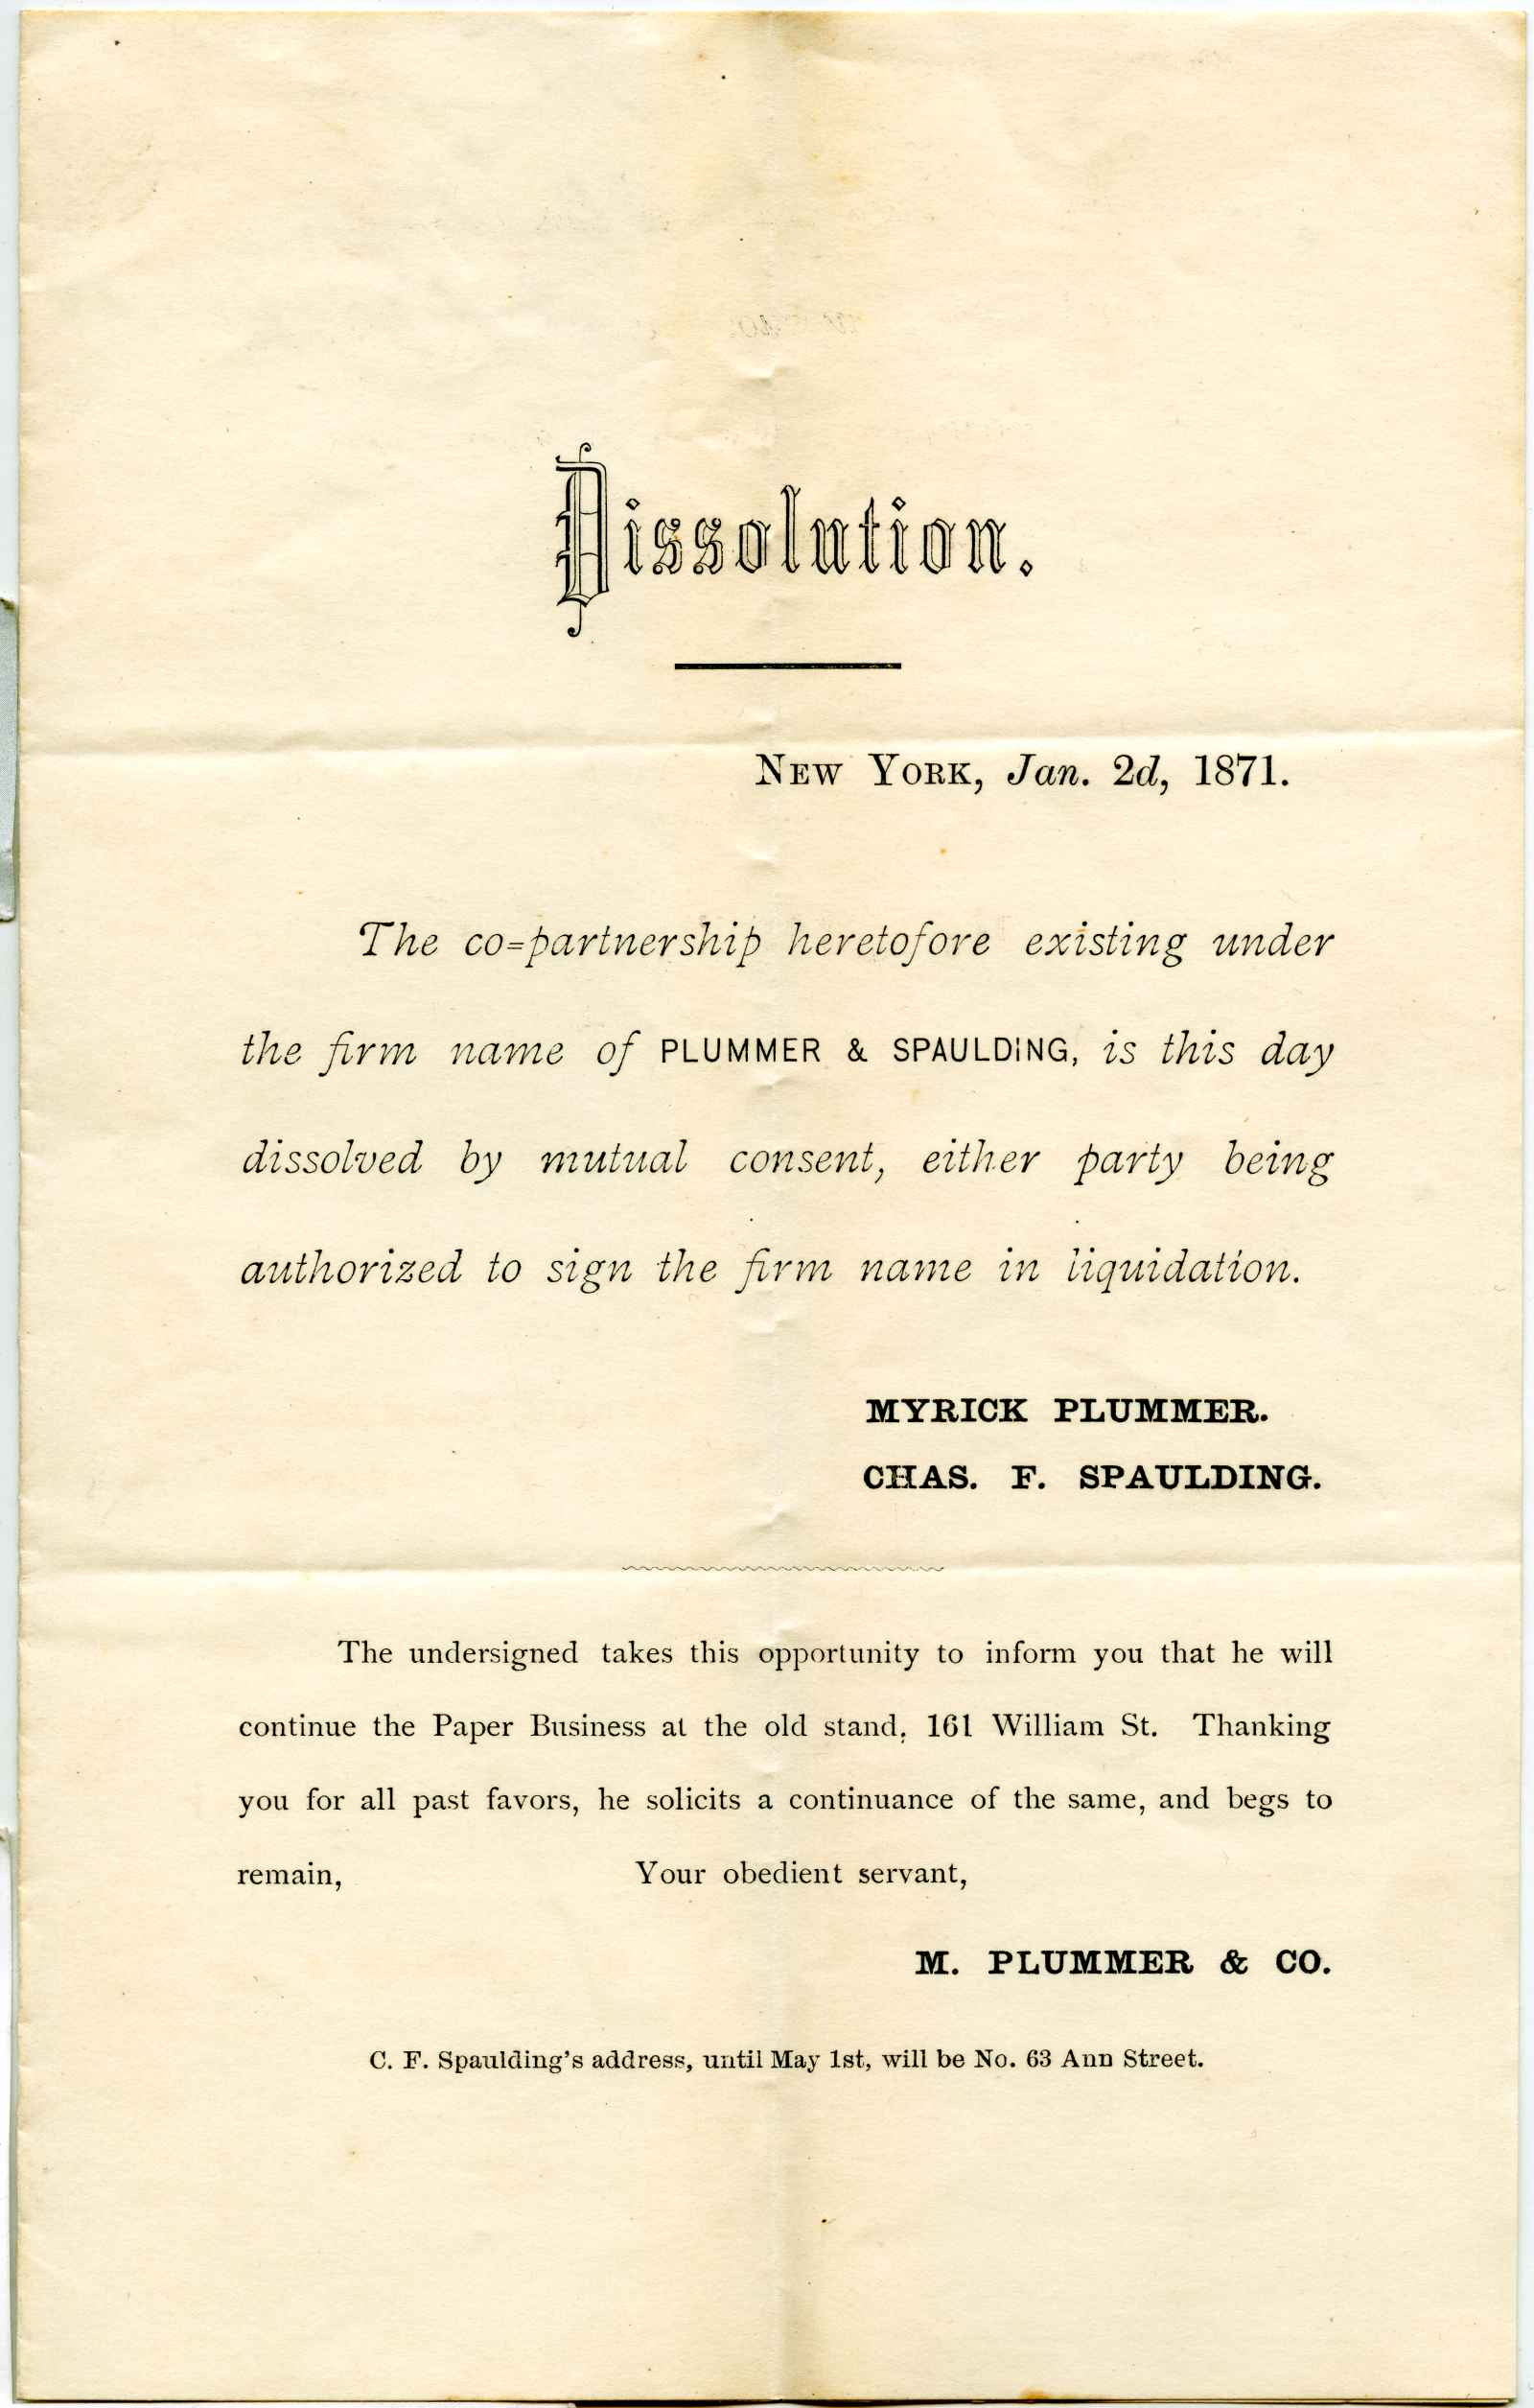 Dissolution.
NEW YORK, Jan. 2d, 1871.
The co=partnership heretofore existing under
the firm name of PLUMMER & SPAULDING, is this day
dissolved by mutual consent, either party being
authorized to sign the firm name in liquidation.
MYRICK PLUMMER.
CHAS. F. SPAULDING.
The undersigned takes this opportunity to inform you that he will
continue the Paper Business at the old stand, 161 William St. Thanking
you for all past favors, he solicits a continuance of the same, and begs to
remain, Your obedient servant,
M. PLUMMER & CO.
C. F. Spaulding's address, until May 1st, will be No. 63 Ann Street.